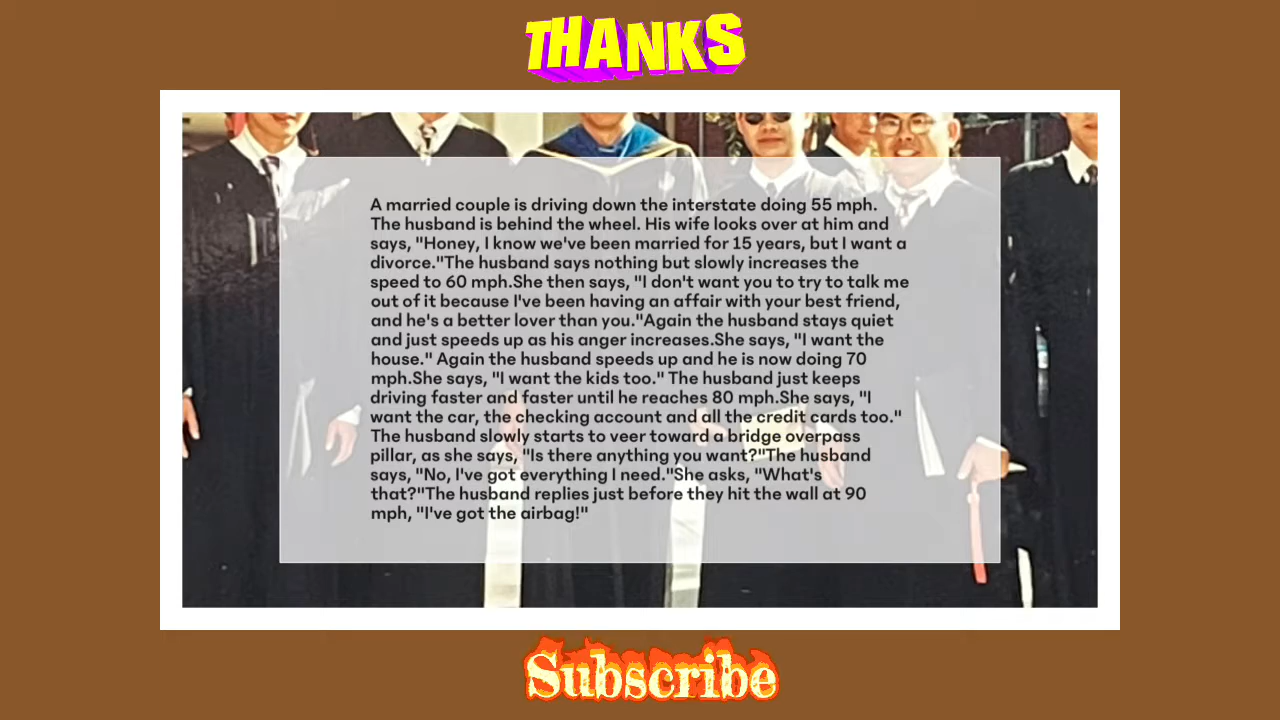 THANKS
A married couple is driving down the interstate doing 55 mph.
The husband is behind the wheel. His wife looks over at him and
says, "Honey, I know we've been married for 15 years, but I want a
divorce."The husband says nothing but slowly increases the
speed to 60 mph.She then says, "I don't want you to try to talk me
out of it because I've been having an affair with your best friend,
and he's a better lover than you."Again the husband stays quiet
and just speeds up as his anger increases.She says, "I want the
house." Again the husband speeds up and he is now doing 70
mph.She says, "I want the kids too." The husband just keeps
driving faster and faster until he reaches 80 mph.She says, "I
want the car, the checking account and all the credit cards too."
The husband slowly starts to veer toward a bridge overpass
pillar, as she says, "Is there anything you want?"The husband
says, "No, I've got everything I need."She asks, "What's
that?"The husband replies just before they hit the wall at 90
mph, "I've got the airbag!"
Subscribe